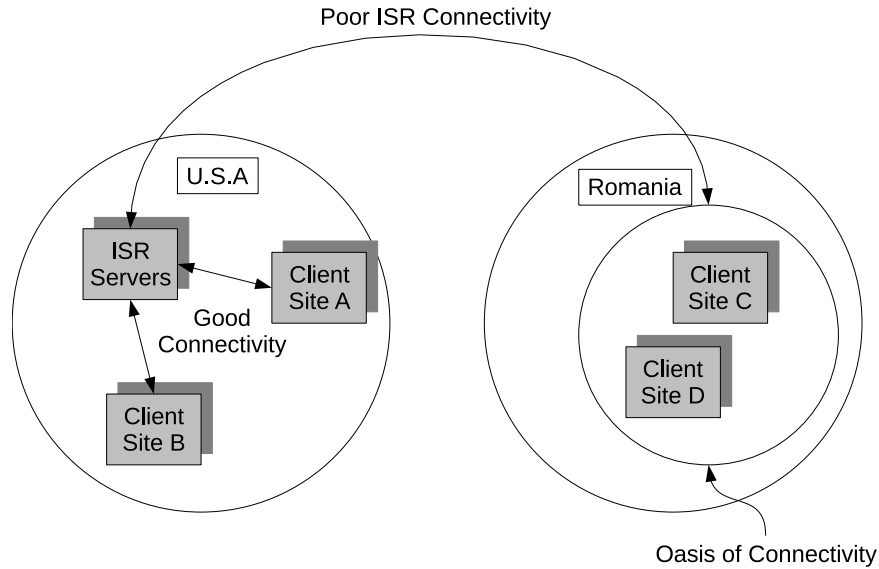 Poor ISR Connectivity
U.S.A
Romania
ISR
Servers
Client
Site A
Client
Site C
Good
Connectivity
Client
Site D
Client
Site B
Oasis of Connectivity